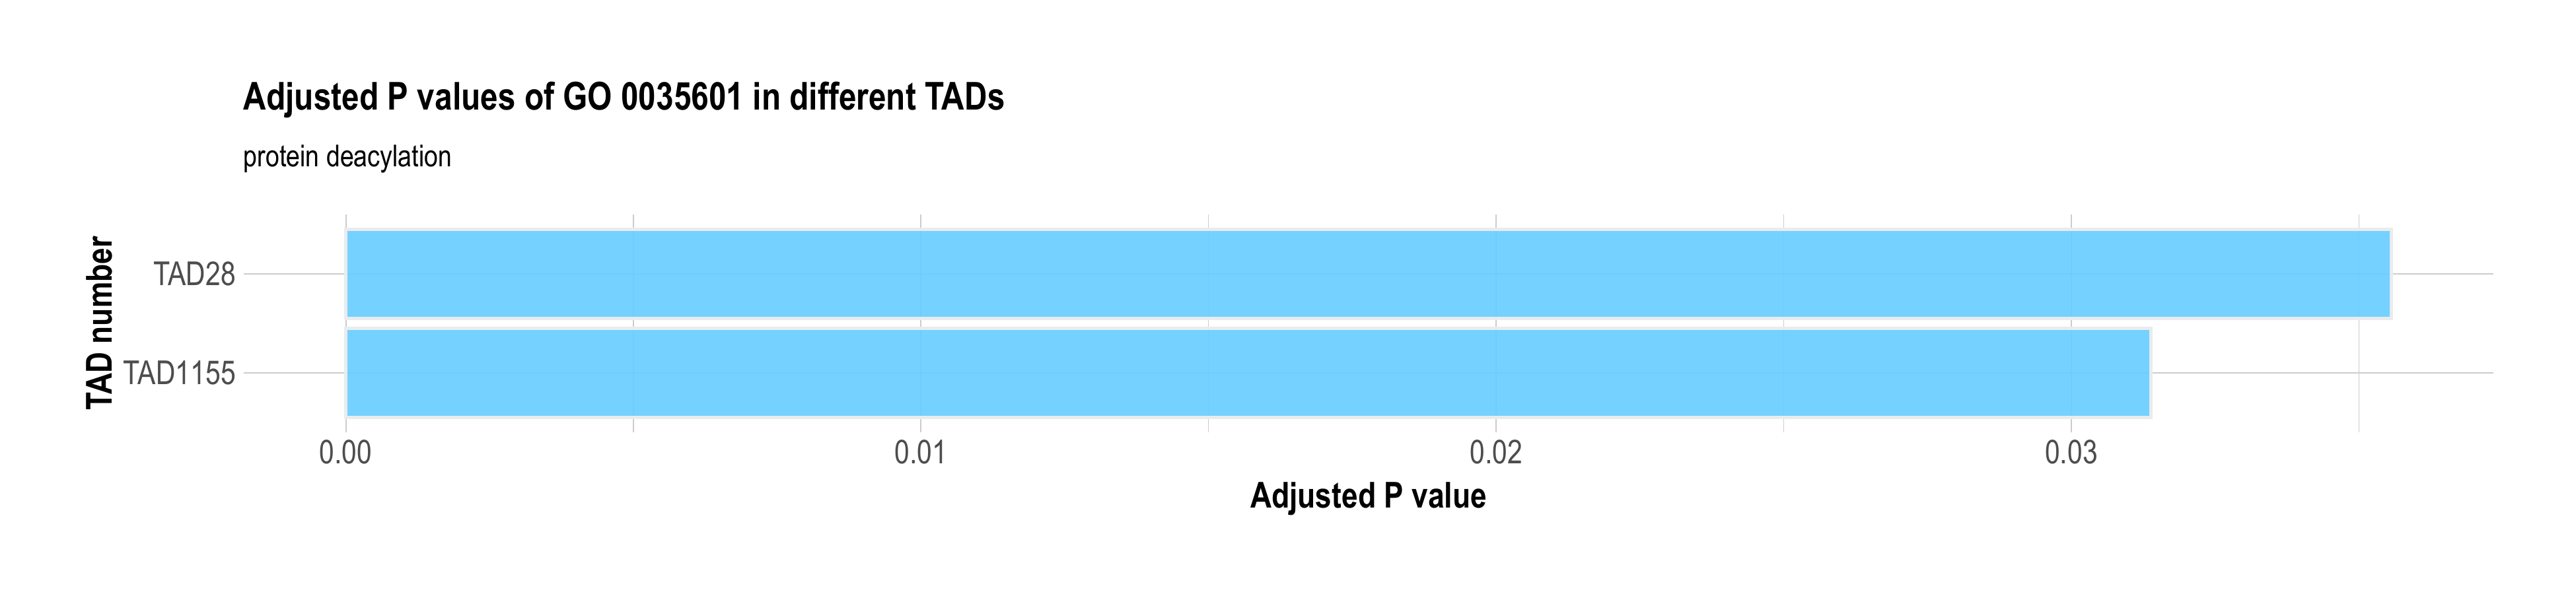 Adjusted P values of GO 0035601 in different TADs
protein deacylation
TAD number
TAD28
TAD1155
0.00 0.01 0.02 0.03
Adjusted P value